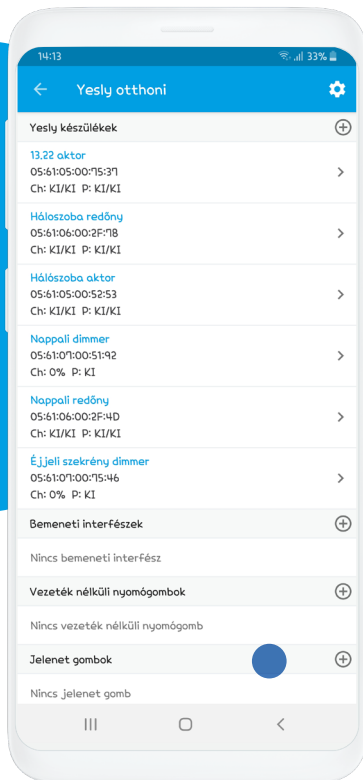 14:13
33%
Yesly otthoni
Yesly készülékek
13.22 aktor
05:61:05:00:75:37
Ch: KI/KI P: KI/KI
Háloszoba redőny
05:61:06:00:2F:78
Ch: KI/KI P: KI/KI
Hálószoba aktor
05:61:05:00:52:53
Ch: KI/KI P: KI/KI
Nappali dimmer
05:61:07:00:51:92
Ch: 0% P: KI
Nappali redőny
05:61:06:00:2F:4D
Ch: KI/KI P: KI/KI
Éjjeli szekrény dimmer
05:61:07:00:75:46
Ch: 0% P: KI
Bemeneti interfészek
Nincs bemeneti interfész
Vezeték nélküli nyomógombok
Nincs vezeték nélküli nyomógomb
Jelenet gombok
Nincs jelenet gomb